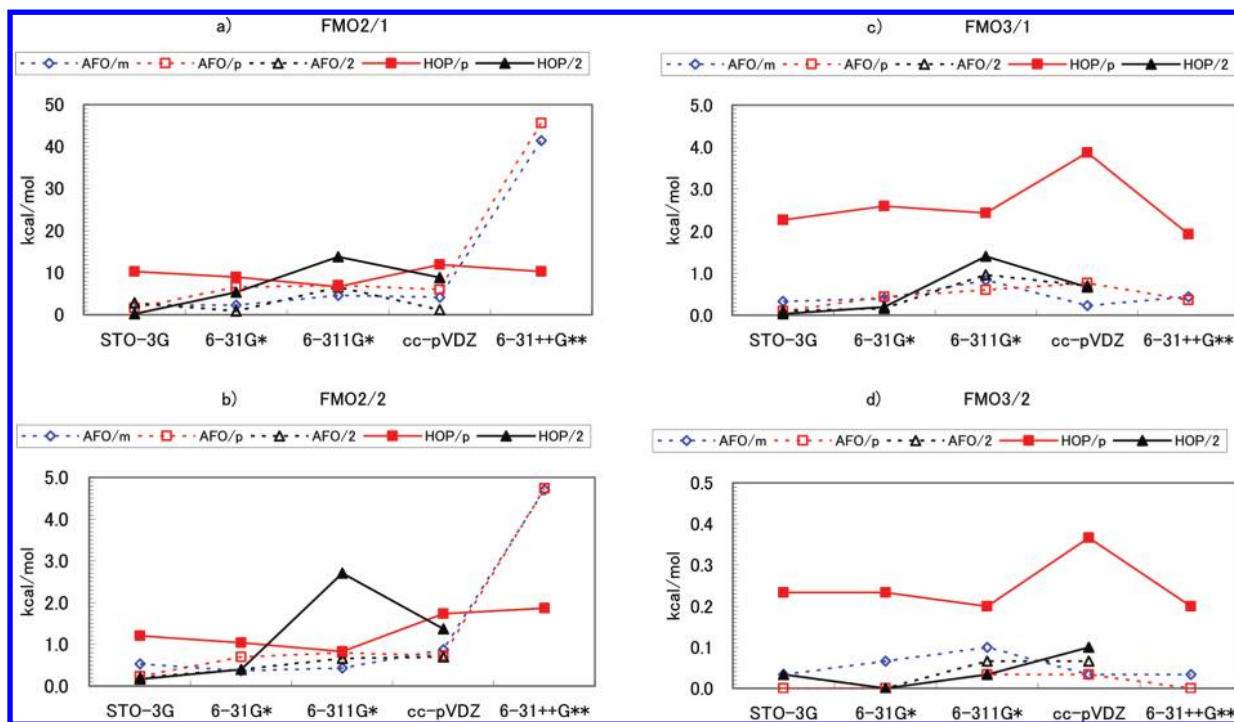 a) FMO2/1
AFO/m AFO/p AFO/2 HOP/p HOP/2
kcal/mol
50
40
30
20
10
0
STO-3G 6-31G* 6-311G* cc-pVDZ 6-31++G**
b) FMO2/2
AFO/m AFO/p AFO/2 HOP/p HOP/2
kcal/mol
5.0
4.0
3.0
2.0
1.0
0.0
STO-3G 6-31G* 6-311G* cc-pVDZ 6-31++G**
c) FMO3/1
AFO/m AFO/p AFO/2 HOP/p HOP/2
kcal/mol
5.0
4.0
3.0
2.0
1.0
0.0
STO-3G 6-31G* 6-311G* cc-pVDZ 6-31++G**
d) FMO3/2
AFO/m AFO/p AFO/2 HOP/p HOP/2
kcal/mol
0.5
0.4
0.3
0.2
0.1
0.0
STO-3G 6-31G* 6-311G* cc-pVDZ 6-31++G**